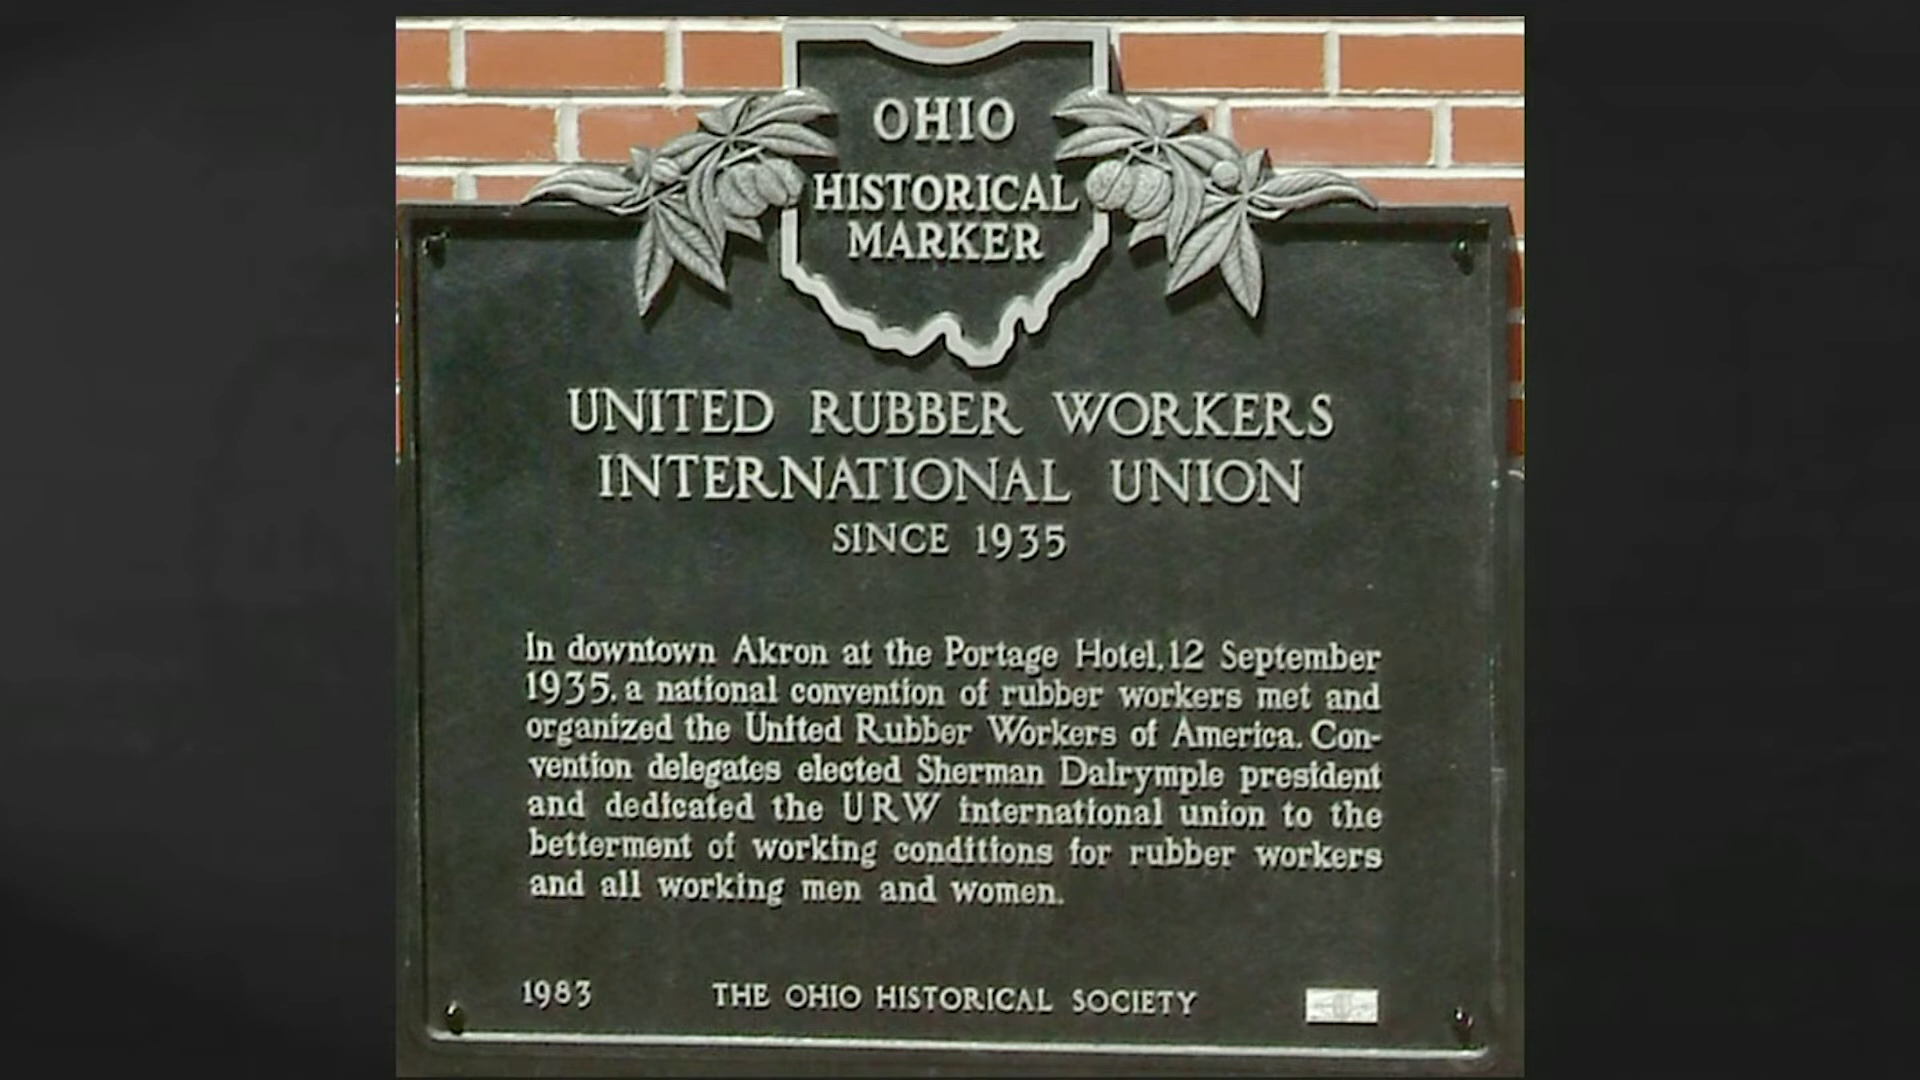 OHIO
HISTORICAL
MARKER
UNITED RUBBER WORKERS
INTERNATIONAL UNION
SINCE 1935
In downtown Akron at the Portage Hotel, 12 September
1935, a national convention of rubber workers met and
organized the United Rubber Workers of America. Con-
vention delegates elected Sherman Dalrymple president
and dedicated the URW international union to the
betterment of working conditions for rubber workers
and all working men and women.
1983 THE OHIO HISTORICAL SOCIETY